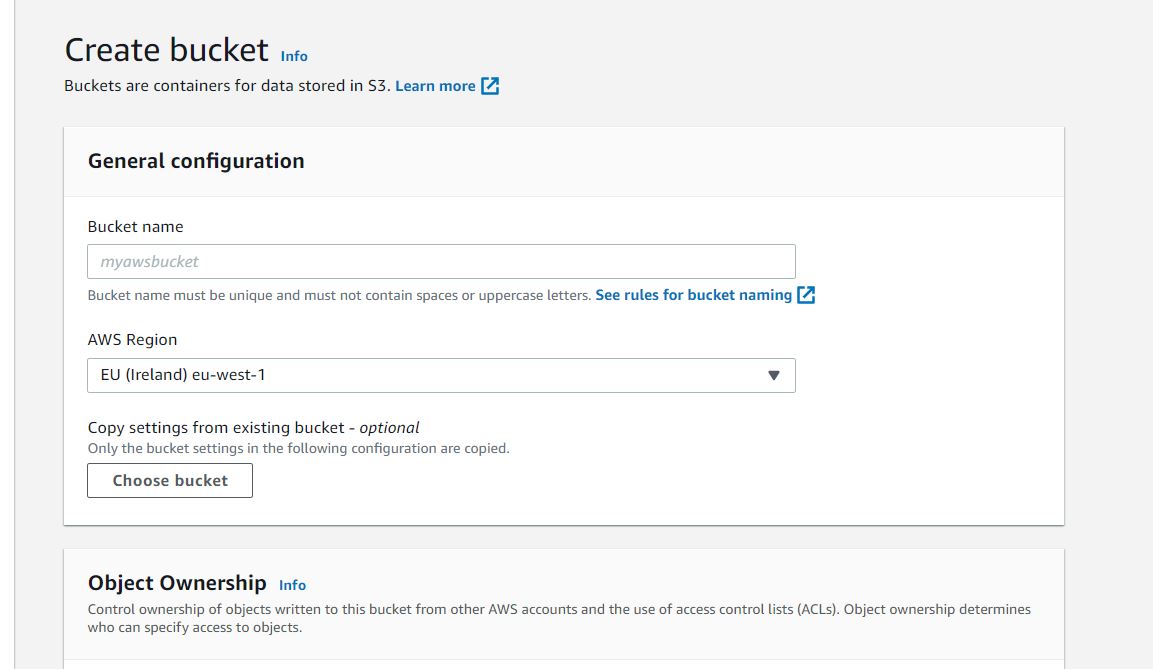 Create bucket Info
Buckets are containers for data stored in S3. Learn more
General configuration
Bucket name
myawsbucket
Bucket name must be unique and must not contain spaces or uppercase letters. See rules for bucket naming
AWS Region
EU (Ireland) eu-west-1
Copy settings from existing bucket - optional
Only the bucket settings in the following configuration are copied.
Choose bucket
Object Ownership Info
Control ownership of objects written to this bucket from other AWS accounts and the use of access control lists (ACLs). Object ownership determines
who can specify access to objects.